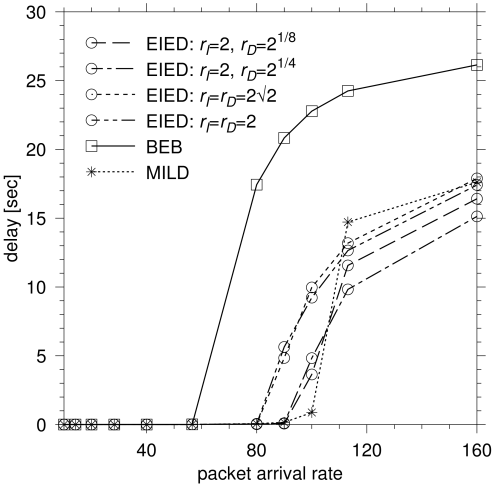 30
25
20
15
10
5
0
delay [sec]
EIED: r_I=2, r_D=2^1/8
EIED: r_I=2, r_D=2^1/4
EIED: r_I=r_D=2√2
EIED: r_I=r_D=2
BEB
MILD
40 80 120 160
packet arrival rate